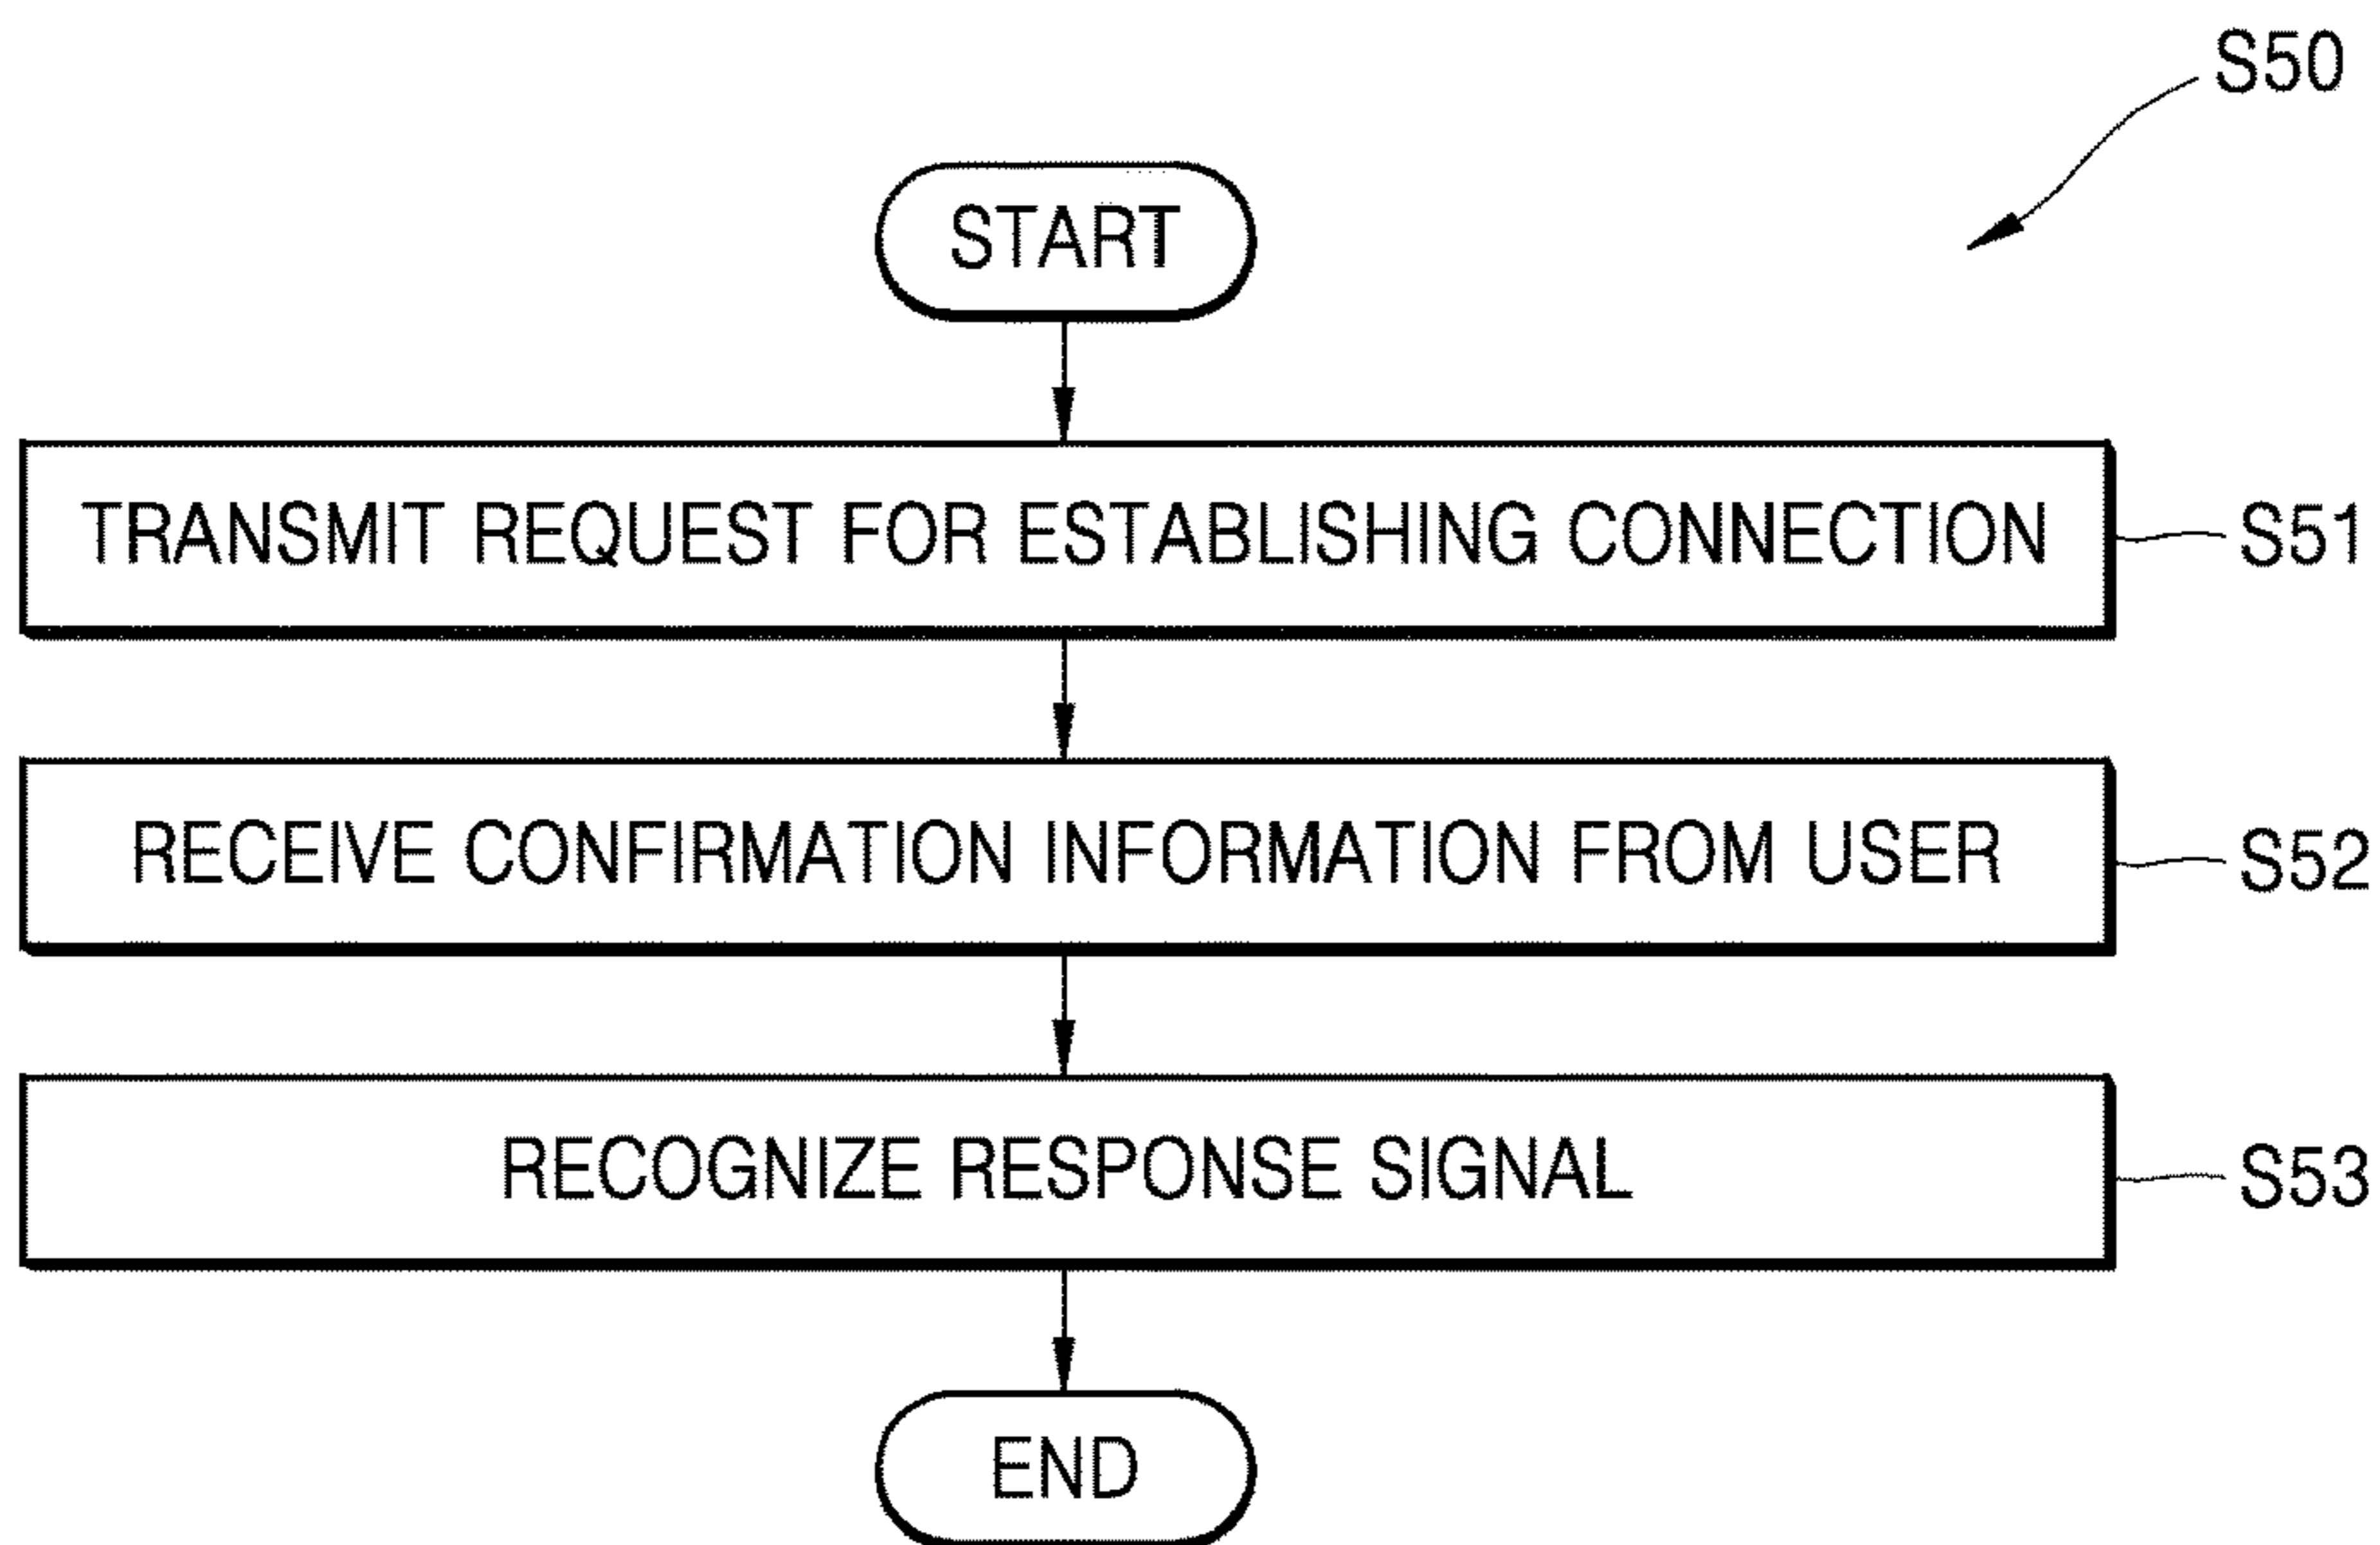 S50
START
TRANSMIT REQUEST FOR ESTABLISHING CONNECTION
S51
RECEIVE CONFIRMATION INFORMATION FROM USER
S52
RECOGNIZE RESPONSE SIGNAL
S53
END